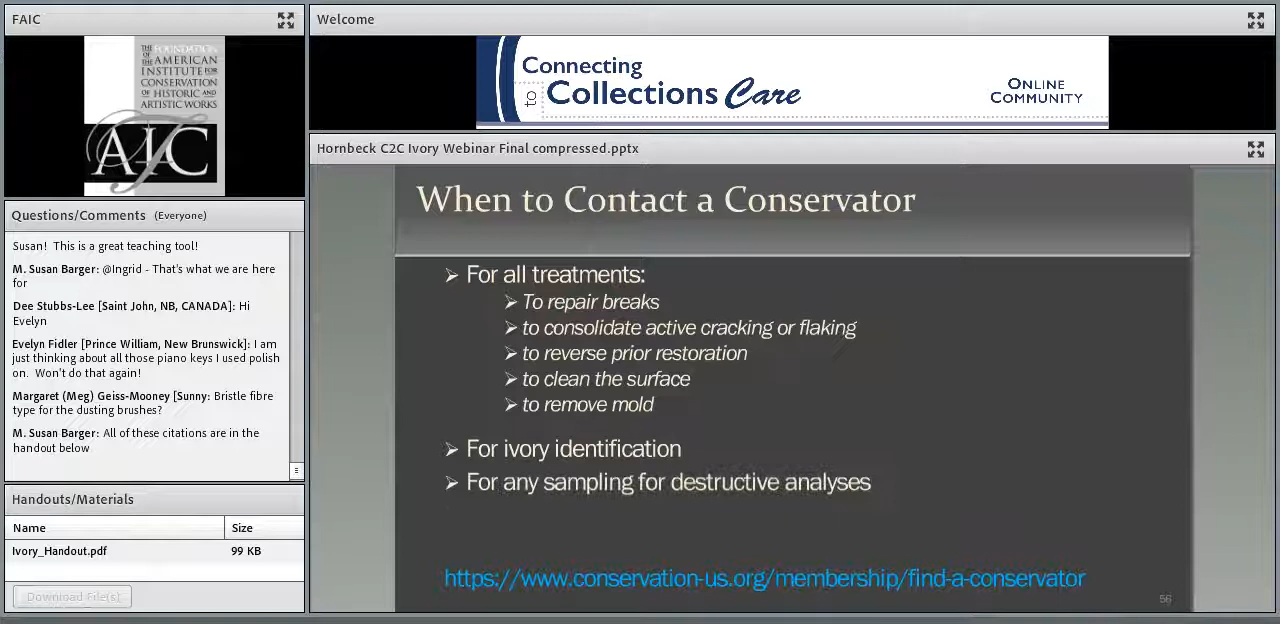 FAIC
THE FOUNDATION
OF THE AMERICAN
INSTITUTE FOR
CONSERVATION
OF HISTORIC AND
ARTISTIC WORKS
AIC
Questions/Comments (Everyone)
Susan! This is a great teaching tool!
M. Susan Barger: @Ingrid - That's what we are here
for
Dee Stubbs-Lee [Saint John, NB, CANADA]: Hi
Evelyn
Evelyn Fidler [Prince William, New Brunswick]: I am
just thinking about all those piano keys I used polish
on. Won't do that again!
Margaret (Meg) Geiss-Mooney [Sunny: Bristle fibre
type for the dusting brushes?
M. Susan Barger: All of these citations are in the
handout below
Handouts/Materials
Name Size
Ivory_Handout.pdf 99 KB
Download File(s)
Welcome
Connecting
to Collections Care
ONLINE
COMMUNITY
Hornbeck C2C Ivory Webinar Final compressed.pptx
When to Contact a Conservator
➢ For all treatments:
➢ To repair breaks
➢ to consolidate active cracking or flaking
➢ to reverse prior restoration
➢ to clean the surface
➢ to remove mold
➢ For ivory identification
➢ For any sampling for destructive analyses
https://www.conservation-us.org/membership/find-a-conservator
56